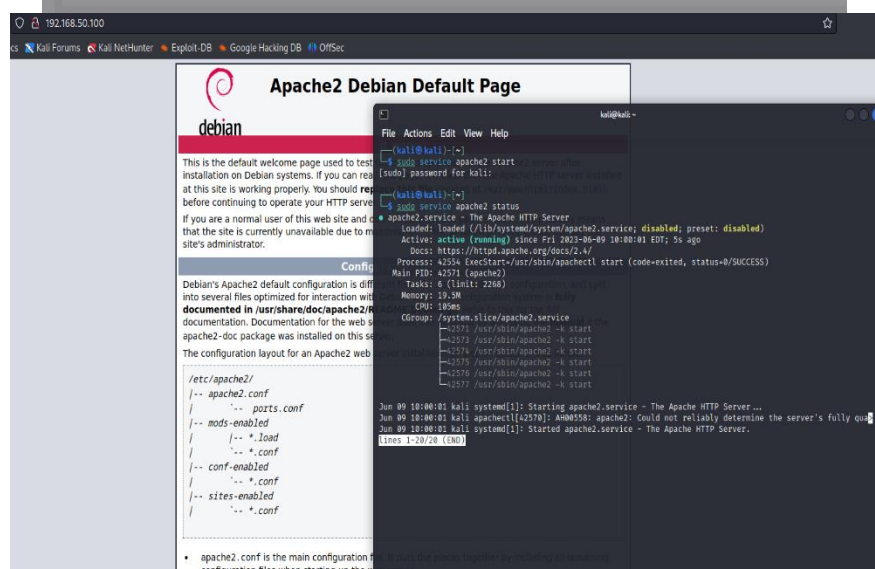 192.168.50.100
cs Kali Forums Kali NetHunter Exploit-DB Google Hacking DB OffSec
debian
Apache2 Debian Default Page
This is the default welcome page used to test
installation on Debian systems. If you can
at this site is working properly. You should
before continuing to operate your HTTP
If you are a normal user of this web site and
that the site is currently unavailable due to
site's administrator.
Debian's Apache2 default configuration is
into several files optimized for interaction
documented in /usr/share/doc/apache2/
documentation. Documentation for the web
apache2-doc package was installed on this
The configuration layout for an Apache2 web
/etc/apache2/
|-- apache2.conf
|       `--  ports.conf
|-- mods-enabled
|       |-- *.load
|       `-- *.conf
|-- conf-enabled
|       `-- *.conf
|-- sites-enabled
|       `-- *.conf
• apache2.conf is the main configuration
configuration files when starting up the
kali@kali: ~
File Actions Edit View Help
┌──(kali㉿kali)-[~]
└─$ sudo service apache2 start
[sudo] password for kali:
┌──(kali㉿kali)-[~]
└─$ sudo service apache2 status
● apache2.service - The Apache HTTP Server
Loaded: loaded (/lib/systemd/system/apache2.service; disabled; preset: disabled)
Active: active (running) since Fri 2023-06-09 10:00:01 EDT; 5s ago
Docs: https://httpd.apache.org/docs/2.4/
Process: 42554 ExecStart=/usr/sbin/apachectl start (code=exited, status=0/SUCCESS)
Main PID: 42571 (apache2)
Tasks: 6 (limit: 2268)
Memory: 19.5M
CPU: 105ms
CGroup: /system.slice/apache2.service
├─42571 /usr/sbin/apache2 -k start
├─42573 /usr/sbin/apache2 -k start
├─42574 /usr/sbin/apache2 -k start
├─42575 /usr/sbin/apache2 -k start
├─42576 /usr/sbin/apache2 -k start
└─42577 /usr/sbin/apache2 -k start
Jun 09 10:00:01 kali systemd[1]: Starting apache2.service - The Apache HTTP Server...
Jun 09 10:00:01 kali apachectl[42570]: AH00558: apache2: Could not reliably determine the server's fully qua>
Jun 09 10:00:01 kali systemd[1]: Started apache2.service - The Apache HTTP Server.
lines 1-20/20 (END)